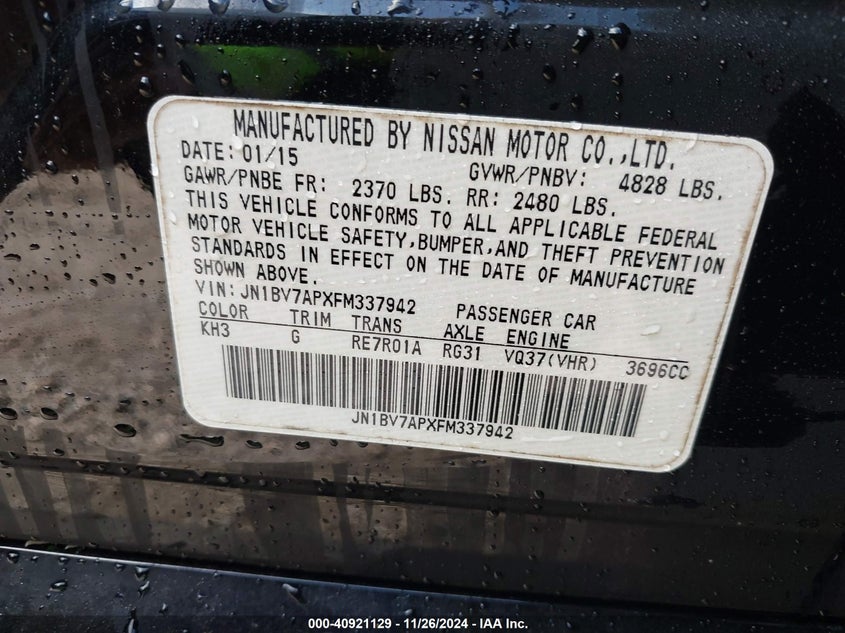 MANUFACTURED BY NISSAN MOTOR CO.,LTD.
DATE: 01/15 GVWR/PNBV: 4828 LBS.
GAWR/PNBE FR: 2370 LBS. RR: 2480 LBS.
THIS VEHICLE CONFORMS TO ALL APPLICABLE FEDERAL
MOTOR VEHICLE SAFETY,BUMPER,AND THEFT PREVENTION
STANDARDS IN EFFECT ON THE DATE OF MANUFACTURE
SHOWN ABOVE.
VIN:JN1BV7APXFM337942 PASSENGER CAR
COLOR TRIM TRANS AXLE ENGINE
KH3 G RE7R01A RG31 VQ37(VHR) 3696CC
JN1BV7APXFM337942
000-40921129 - 11/26/2024 - IAA Inc.